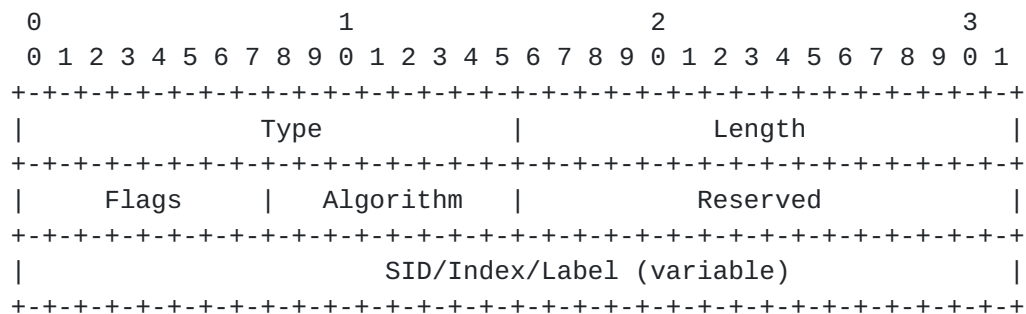 0                   1                   2                   3
 0 1 2 3 4 5 6 7 8 9 0 1 2 3 4 5 6 7 8 9 0 1 2 3 4 5 6 7 8 9 0 1
+-+-+-+-+-+-+-+-+-+-+-+-+-+-+-+-+-+-+-+-+-+-+-+-+-+-+-+-+-+-+-+-+
|               Type            |            Length             |
+-+-+-+-+-+-+-+-+-+-+-+-+-+-+-+-+-+-+-+-+-+-+-+-+-+-+-+-+-+-+-+-+
|     Flags     |   Algorithm   |           Reserved            |
+-+-+-+-+-+-+-+-+-+-+-+-+-+-+-+-+-+-+-+-+-+-+-+-+-+-+-+-+-+-+-+-+
|                       SID/Index/Label (variable)              |
+-+-+-+-+-+-+-+-+-+-+-+-+-+-+-+-+-+-+-+-+-+-+-+-+-+-+-+-+-+-+-+-+